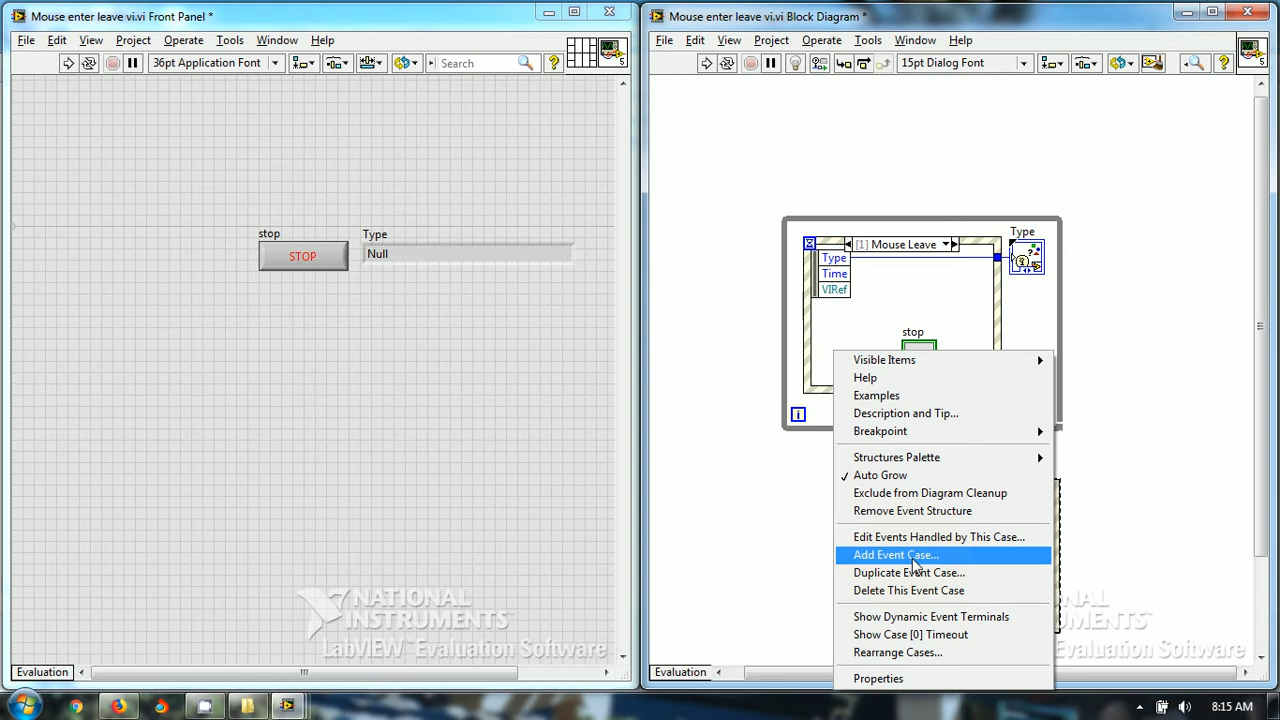 Mouse enter leave vi.vi Front Panel *
File Edit View Project Operate Tools Window Help
36pt Application Font
Search
5
stop
STOP
Type
Null
NATIONAL
INSTRUMENTS
LabVIEW Evaluation Software
Evaluation
Mouse enter leave vi.vi Block Diagram *
File Edit View Project Operate Tools Window Help
15pt Dialog Font
5
[1] Mouse Leave
Type
Type
Time
VIRef
stop
i
Visible Items
Help
Examples
Description and Tip...
Breakpoint
Structures Palette
Auto Grow
Exclude from Diagram Cleanup
Remove Event Structure
Edit Events Handled by This Case...
Add Event Case...
Duplicate Event Case...
Delete This Event Case
Show Dynamic Event Terminals
Show Case [0] Timeout
Rearrange Cases...
Properties
Evaluation
8:15 AM